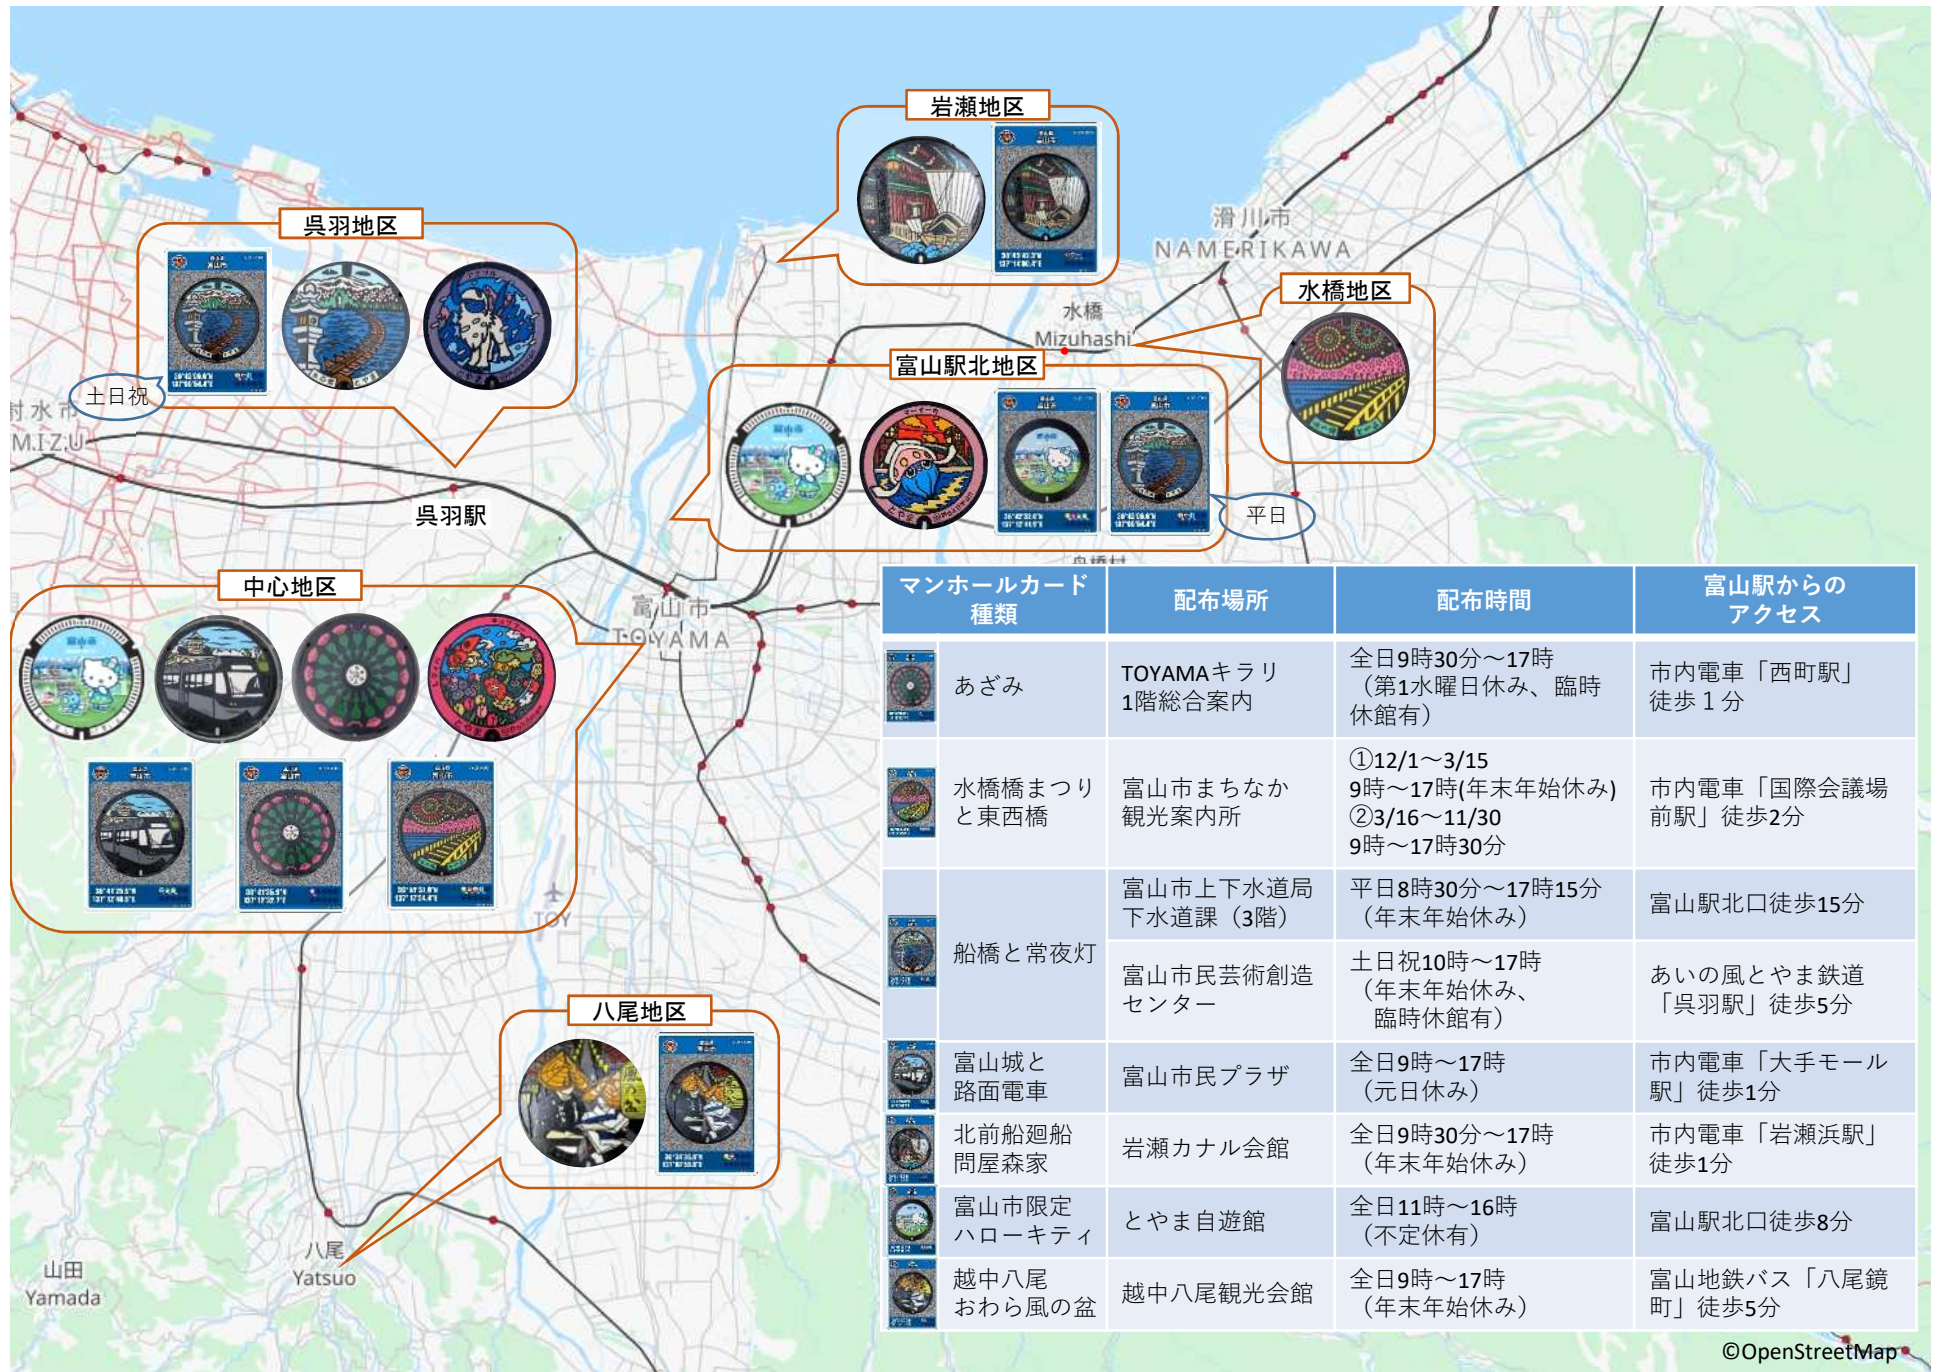 岩瀬地区
呉羽地区
滑川市
NAMERIKAWA
水橋地区
水橋
Mizuhashi
富山駅北地区
土日祝
射水市
MIZU
呉羽駅
平日
舟橋村
中心地区
富山市
TOYAMA
TOY
八尾地区
八尾
Yatsuo
山田
Yamada
マンホールカード
種類
配布場所
配布時間
富山駅からの
アクセス
あざみ
TOYAMAキラリ
1階総合案内
全日9時30分～17時
（第1水曜日休み、臨時
休館有）
市内電車「西町駅」
徒歩１分
水橋橋まつり
と東西橋
富山市まちなか
観光案内所
①12/1～3/15
9時～17時(年末年始休み)
②3/16～11/30
9時～17時30分
市内電車「国際会議場
前駅」徒歩2分
船橋と常夜灯
富山市上下水道局
下水道課（3階）
平日8時30分～17時15分
（年末年始休み）
富山駅北口徒歩15分
富山市民芸術創造
センター
土日祝10時～17時
（年末年始休み、
臨時休館有）
あいの風とやま鉄道
「呉羽駅」徒歩5分
富山城と
路面電車
富山市民プラザ
全日9時～17時
（元日休み）
市内電車「大手モール
駅」徒歩1分
北前船廻船
問屋森家
岩瀬カナル会館
全日9時30分～17時
（年末年始休み）
市内電車「岩瀬浜駅」
徒歩1分
富山市限定
ハローキティ
とやま自遊館
全日11時～16時
（不定休有）
富山駅北口徒歩8分
越中八尾
おわら風の盆
越中八尾観光会館
全日9時～17時
（年末年始休み）
富山地鉄バス「八尾鏡
町」徒歩5分
©OpenStreetMap